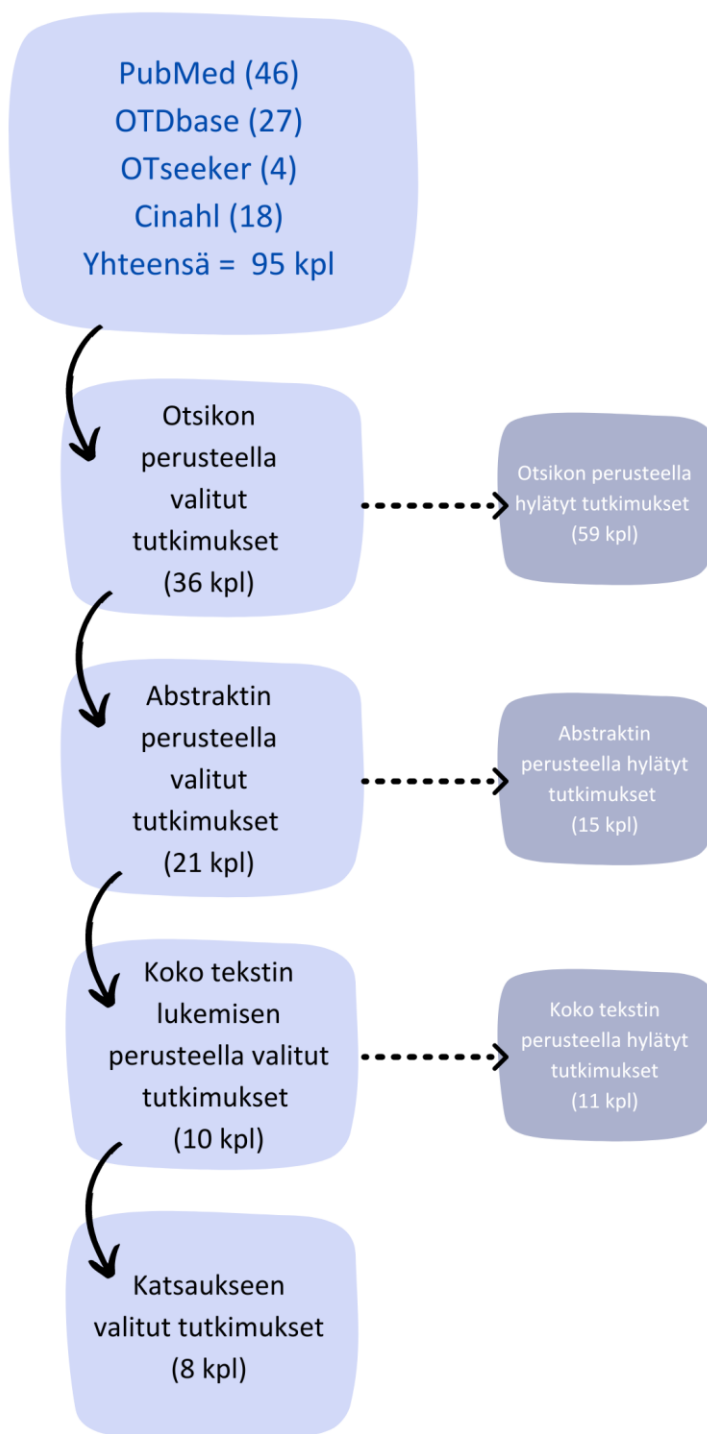 PubMed (46)
OTDbase (27)
OTseeker (4)
Cinahl (18)
Yhteensä = 95 kpl
Otsikon
perusteella
valitut
tutkimukset
(36 kpl)
Otsikon perusteella
hylätyt tutkimukset
(59 kpl)
Abstraktin
perusteella
valitut
tutkimukset
(21 kpl)
Abstraktin
perusteella hylätyt
tutkimukset
(15 kpl)
Koko tekstin
lukemisen
perusteella valitut
tutkimukset
(10 kpl)
Koko tekstin
perusteella hylätyt
tutkimukset
(11 kpl)
Katsaukseen
valitut tutkimukset
(8 kpl)